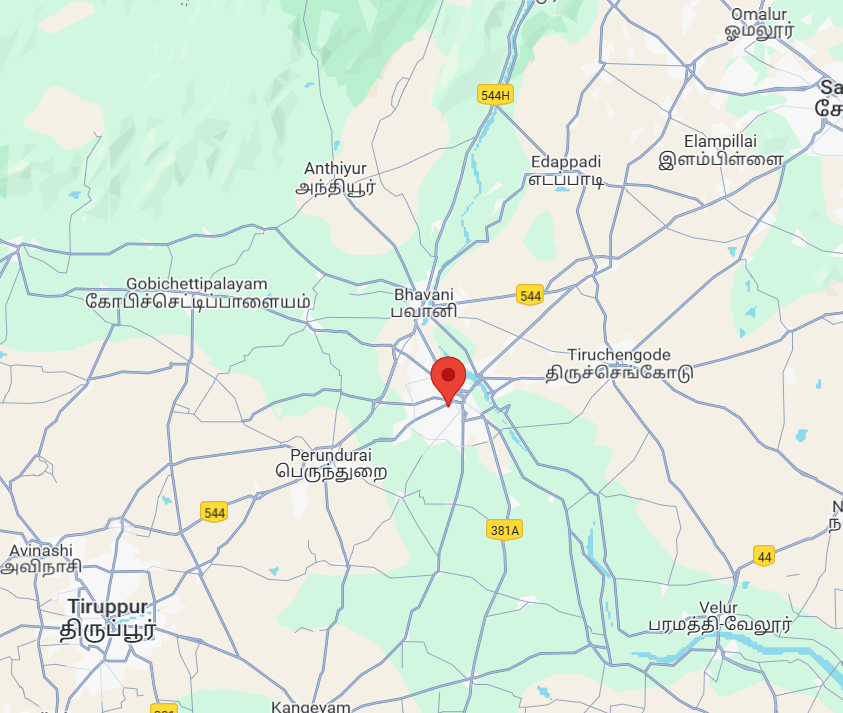 Omalur
ஓமலூர்
Sa
சே
544H
Elampillai
இளம்பிள்ளை
Edappadi
எடப்பாடி
Anthiyur
அந்தியூர்
Gobichettipalayam
கோபிச்செட்டிப்பாளையம்
Bhavani
பவானி
544
Tiruchengode
திருச்செங்கோடு
Perundurai
பெருந்துறை
544
381A
N
ந
Avinashi
அவிநாசி
44
Tiruppur
திருப்பூர்
Velur
பரமத்தி-வேலூர்
Kangeyam